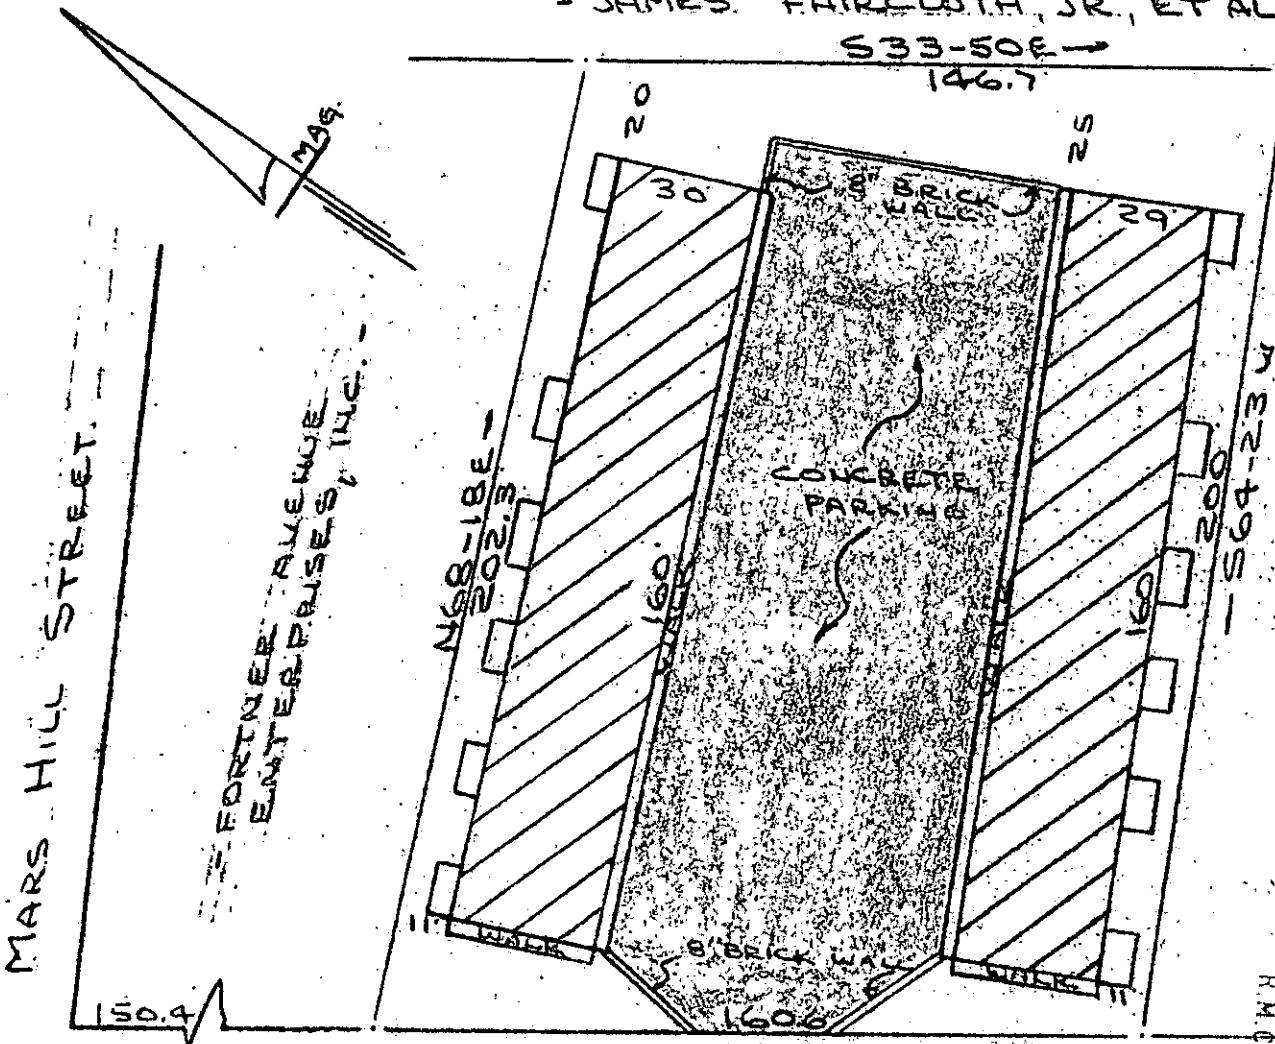 JAMES FAIRCLOTH, JR., ET AL
S33-50E
146.7
MAG.
20
25
30
8" BRICK
WALL
29
MARS HILL STREET.
- FORTNER AVENUE
ENTERPRISES, INC. -
N68-18E
202.3
CONCRETE
PARKING
160
WALK
WALK
160
200
S64-23 W
11
WALK
8" BRICK WALL
WALK
11
150.4
160.6